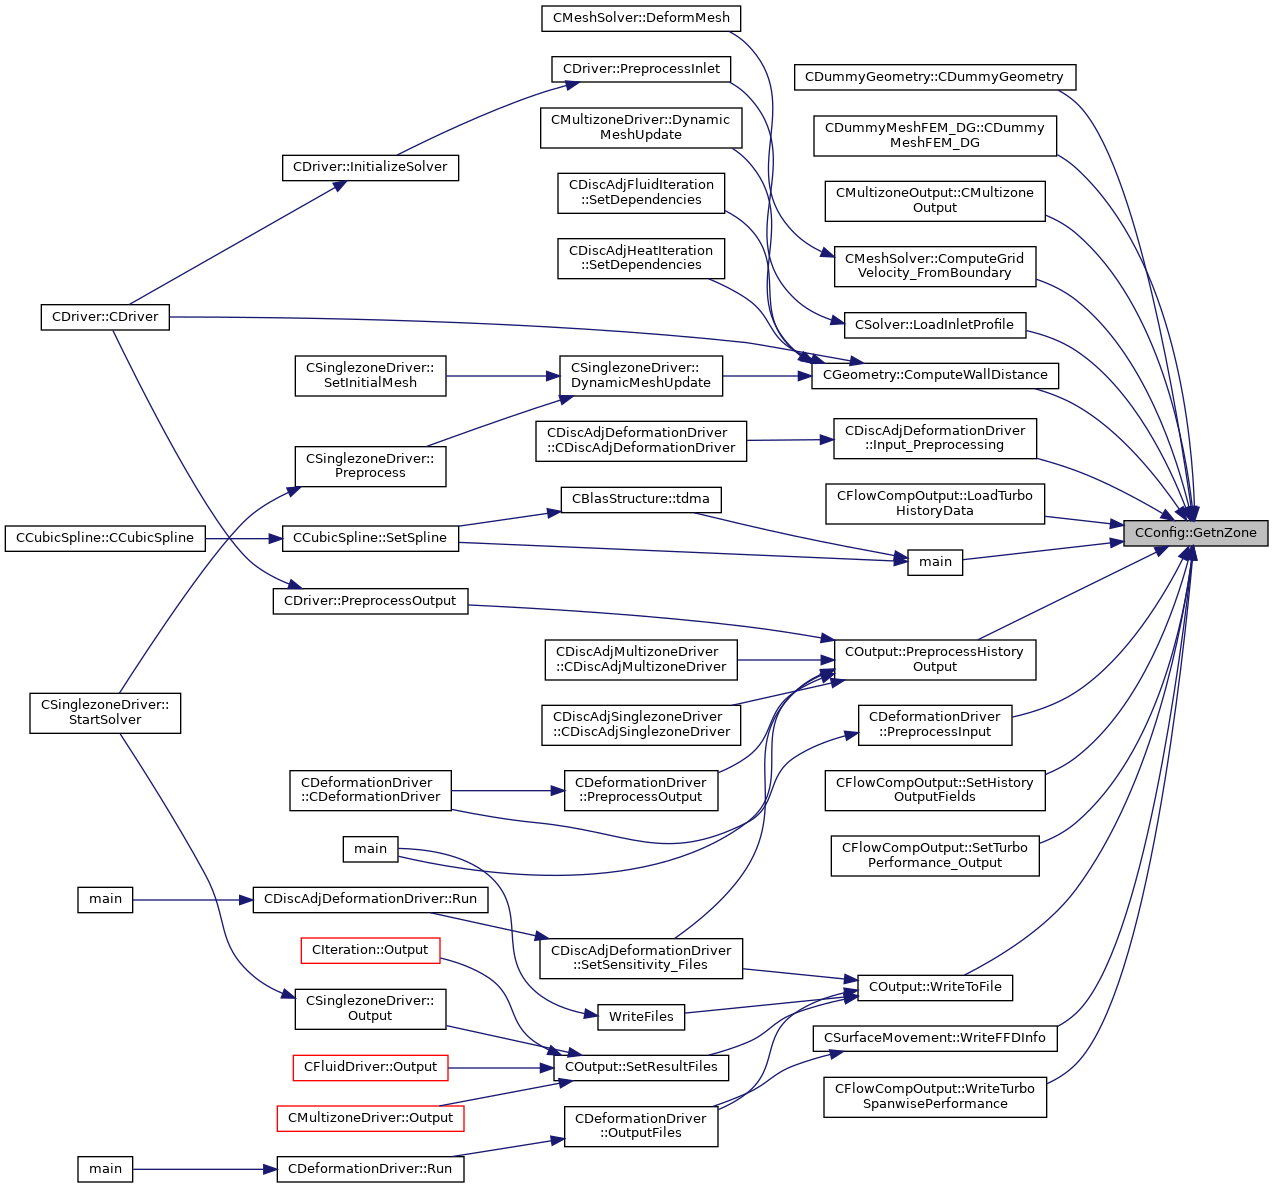 CMeshSolver::DeformMesh
CDriver::PreprocessInlet
CDummyGeometry::CDummyGeometry
CMultizoneDriver::Dynamic
MeshUpdate
CDummyMeshFEM_DG::CDummy
MeshFEM_DG
CDriver::InitializeSolver
CDiscAdjFluidIteration
::SetDependencies
CMultizoneOutput::CMultizone
Output
CDiscAdjHeatIteration
::SetDependencies
CMeshSolver::ComputeGrid
Velocity_FromBoundary
CDriver::CDriver
CSolver::LoadInletProfile
CSinglezoneDriver::
SetInitialMesh
CSinglezoneDriver::
DynamicMeshUpdate
CGeometry::ComputeWallDistance
CDiscAdjDeformationDriver
::CDiscAdjDeformationDriver
CDiscAdjDeformationDriver
::Input_Preprocessing
CSinglezoneDriver::
Preprocess
CBlasStructure::tdma
CFlowCompOutput::LoadTurbo
HistoryData
CCubicSpline::CCubicSpline
CCubicSpline::SetSpline
CConfig::GetnZone
main
CDriver::PreprocessOutput
CDiscAdjMultizoneDriver
::CDiscAdjMultizoneDriver
COutput::PreprocessHistory
Output
CSinglezoneDriver::
StartSolver
CDiscAdjSinglezoneDriver
::CDiscAdjSinglezoneDriver
CDeformationDriver
::PreprocessInput
CDeformationDriver
::CDeformationDriver
CDeformationDriver
::PreprocessOutput
CFlowCompOutput::SetHistory
OutputFields
main
CFlowCompOutput::SetTurbo
Performance_Output
main
CDiscAdjDeformationDriver::Run
CIteration::Output
CDiscAdjDeformationDriver
::SetSensitivity_Files
COutput::WriteToFile
CSinglezoneDriver::
Output
WriteFiles
CSurfaceMovement::WriteFFDInfo
CFluidDriver::Output
COutput::SetResultFiles
CFlowCompOutput::WriteTurbo
SpanwisePerformance
CMultizoneDriver::Output
CDeformationDriver
::OutputFiles
main
CDeformationDriver::Run